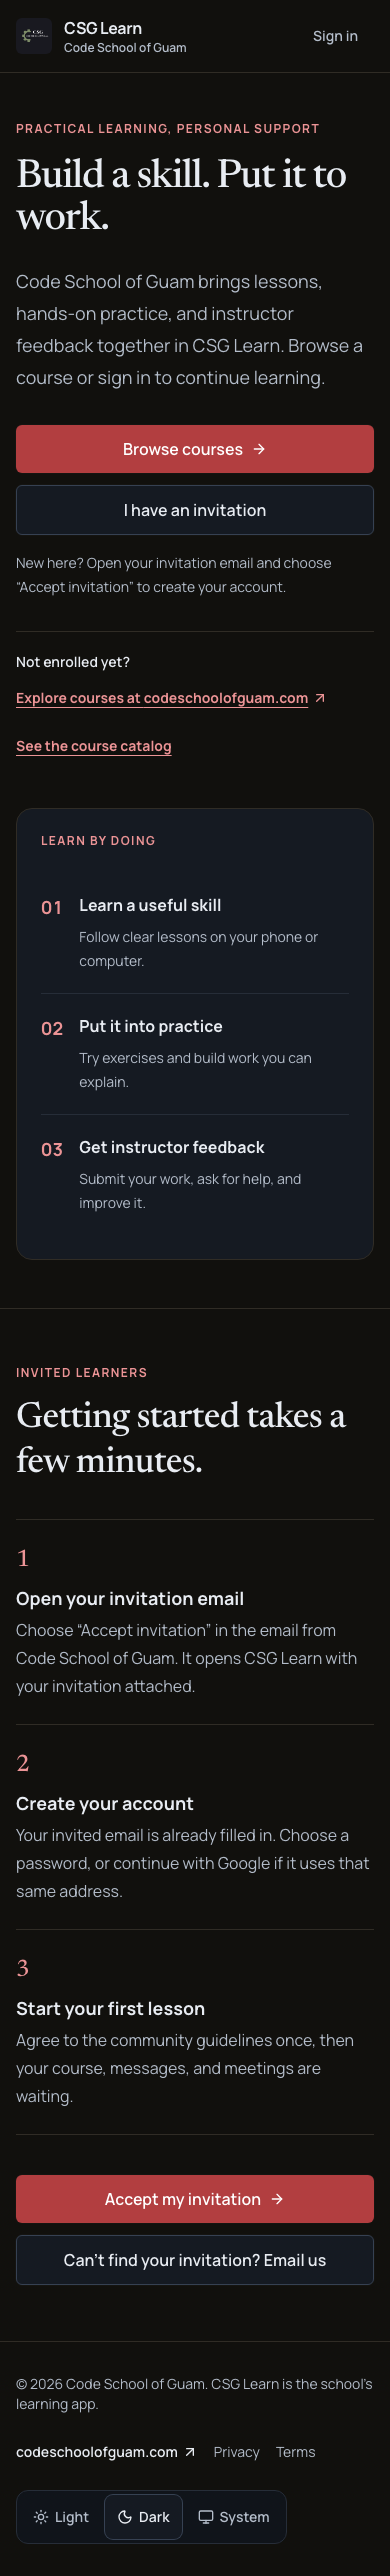 CSG Learn
Code School of Guam
Sign in
PRACTICAL LEARNING, PERSONAL SUPPORT
Build a skill. Put it to
work.
Code School of Guam brings lessons,
hands-on practice, and instructor
feedback together in CSG Learn. Browse a
course or sign in to continue learning.
Browse courses →
I have an invitation
New here? Open your invitation email and choose
“Accept invitation” to create your account.
Not enrolled yet?
Explore courses at codeschoolofguam.com ↗
See the course catalog
LEARN BY DOING
01 Learn a useful skill
Follow clear lessons on your phone or
computer.
02 Put it into practice
Try exercises and build work you can
explain.
03 Get instructor feedback
Submit your work, ask for help, and
improve it.
INVITED LEARNERS
Getting started takes a
few minutes.
1
Open your invitation email
Choose “Accept invitation” in the email from
Code School of Guam. It opens CSG Learn with
your invitation attached.
2
Create your account
Your invited email is already filled in. Choose a
password, or continue with Google if it uses that
same address.
3
Start your first lesson
Agree to the community guidelines once, then
your course, messages, and meetings are
waiting.
Accept my invitation →
Can’t find your invitation? Email us
© 2026 Code School of Guam. CSG Learn is the school’s
learning app.
codeschoolofguam.com ↗ Privacy Terms
Light Dark System